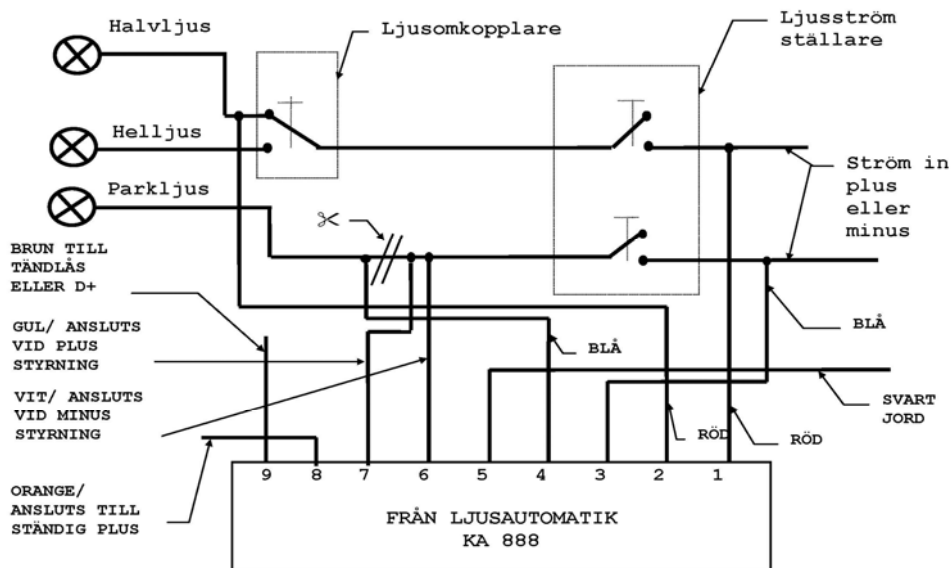 Halvljus
Ljusomkopplare
Ljusström
ställare
Helljus
Parkljus
Ström in
plus
eller
minus
BRUN TILL
TÄNDLÅS
ELLER D+
GUL/ ANSLUTS
VID PLUS
STYRNING
BLÅ
BLÅ
VIT/ ANSLUTS
VID MINUS
STYRNING
SVART
JORD
RÖD
RÖD
ORANGE/
ANSLUTS TILL
STÄNDIG PLUS
9 8 7 6 5 4 3 2 1
FRÅN LJUSAUTOMATIK
KA 888